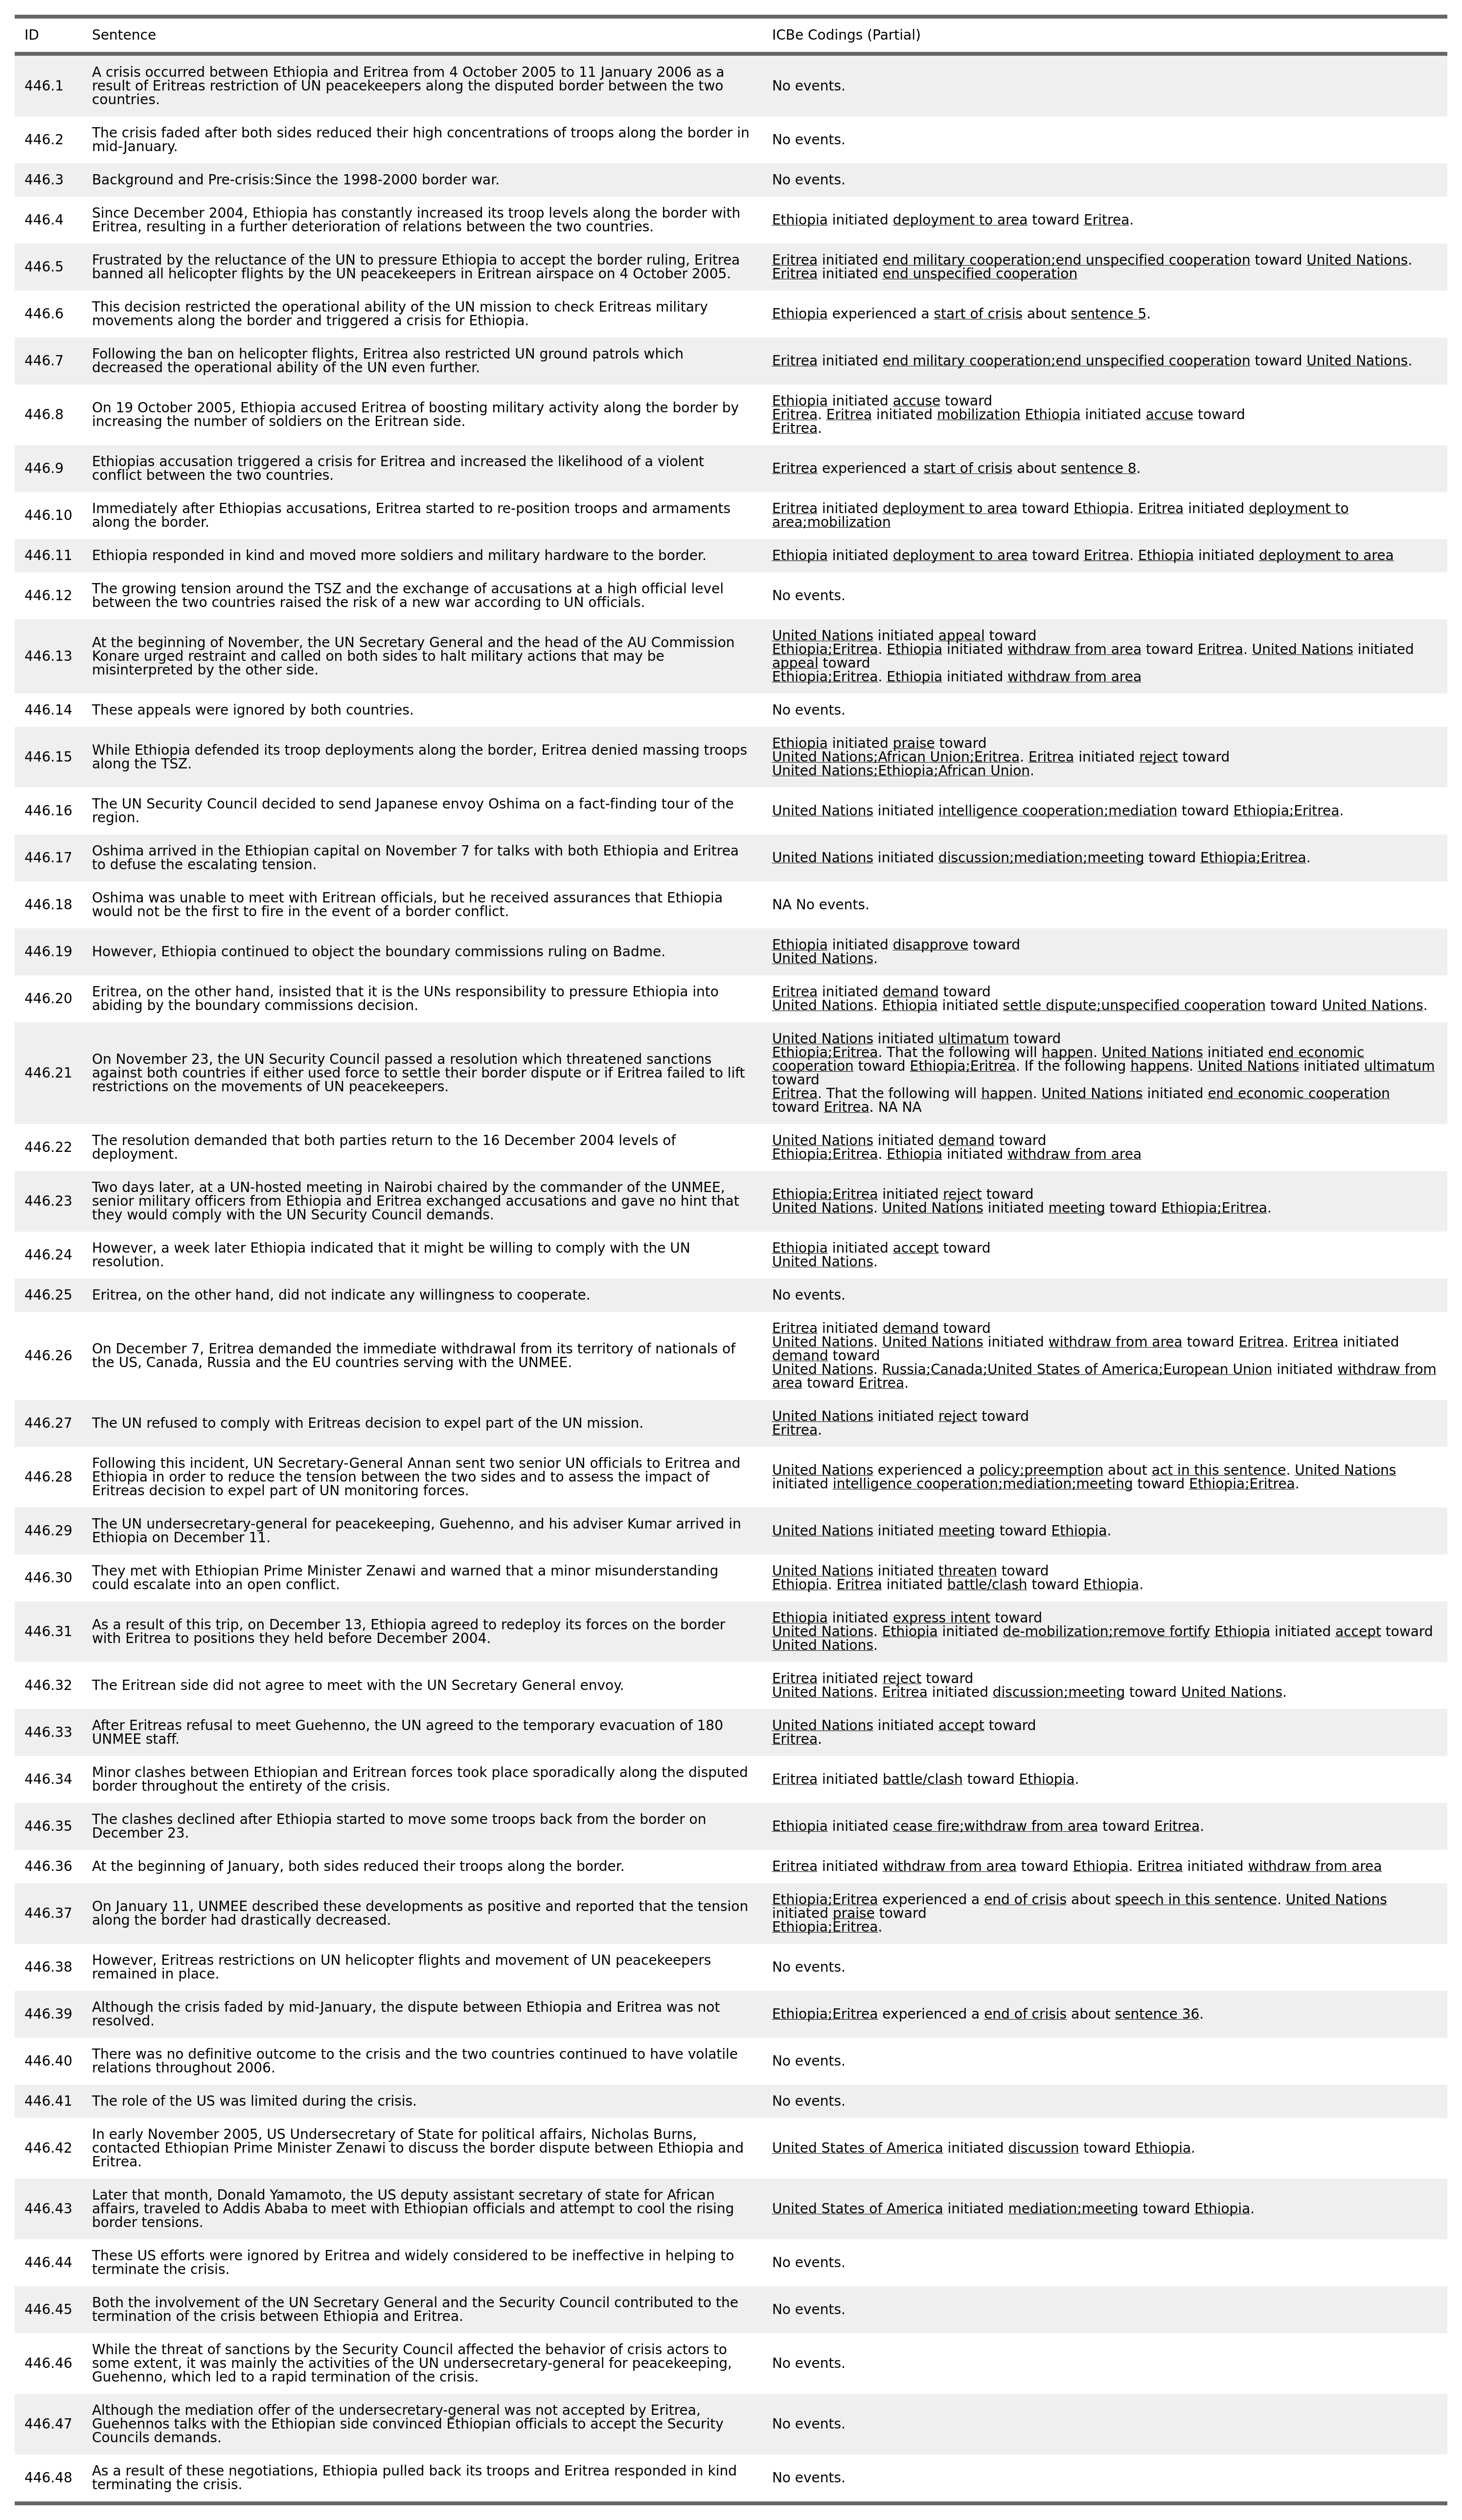 ID Sentence ICBe Codings (Partial)
446.1 A crisis occurred between Ethiopia and Eritrea from 4 October 2005 to 11 January 2006 as a
result of Eritreas restriction of UN peacekeepers along the disputed border between the two
countries.
No events.
446.2 The crisis faded after both sides reduced their high concentrations of troops along the border in
mid-January.
No events.
446.3 Background and Pre-crisis:Since the 1998-2000 border war. No events.
446.4 Since December 2004, Ethiopia has constantly increased its troop levels along the border with
Eritrea, resulting in a further deterioration of relations between the two countries.
Ethiopia initiated deployment to area toward Eritrea.
446.5 Frustrated by the reluctance of the UN to pressure Ethiopia to accept the border ruling, Eritrea
banned all helicopter flights by the UN peacekeepers in Eritrean airspace on 4 October 2005.
Eritrea initiated end military cooperation;end unspecified cooperation toward United Nations.
Eritrea initiated end unspecified cooperation
446.6 This decision restricted the operational ability of the UN mission to check Eritreas military
movements along the border and triggered a crisis for Ethiopia.
Ethiopia experienced a start of crisis about sentence 5.
446.7 Following the ban on helicopter flights, Eritrea also restricted UN ground patrols which
decreased the operational ability of the UN even further.
Eritrea initiated end military cooperation;end unspecified cooperation toward United Nations.
446.8 On 19 October 2005, Ethiopia accused Eritrea of boosting military activity along the border by
increasing the number of soldiers on the Eritrean side.
Ethiopia initiated accuse toward
Eritrea. Eritrea initiated mobilization Ethiopia initiated accuse toward
Eritrea.
446.9 Ethiopias accusation triggered a crisis for Eritrea and increased the likelihood of a violent
conflict between the two countries.
Eritrea experienced a start of crisis about sentence 8.
446.10 Immediately after Ethiopias accusations, Eritrea started to re-position troops and armaments
along the border.
Eritrea initiated deployment to area toward Ethiopia. Eritrea initiated deployment to
area;mobilization
446.11 Ethiopia responded in kind and moved more soldiers and military hardware to the border. Ethiopia initiated deployment to area toward Eritrea. Ethiopia initiated deployment to area
446.12 The growing tension around the TSZ and the exchange of accusations at a high official level
between the two countries raised the risk of a new war according to UN officials.
No events.
446.13 At the beginning of November, the UN Secretary General and the head of the AU Commission
Konare urged restraint and called on both sides to halt military actions that may be
misinterpreted by the other side.
United Nations initiated appeal toward
Ethiopia;Eritrea. Ethiopia initiated withdraw from area toward Eritrea. United Nations initiated
appeal toward
Ethiopia;Eritrea. Ethiopia initiated withdraw from area
446.14 These appeals were ignored by both countries. No events.
446.15 While Ethiopia defended its troop deployments along the border, Eritrea denied massing troops
along the TSZ.
Ethiopia initiated praise toward
United Nations;African Union;Eritrea. Eritrea initiated reject toward
United Nations;Ethiopia;African Union.
446.16 The UN Security Council decided to send Japanese envoy Oshima on a fact-finding tour of the
region.
United Nations initiated intelligence cooperation;mediation toward Ethiopia;Eritrea.
446.17 Oshima arrived in the Ethiopian capital on November 7 for talks with both Ethiopia and Eritrea
to defuse the escalating tension.
United Nations initiated discussion;mediation;meeting toward Ethiopia;Eritrea.
446.18 Oshima was unable to meet with Eritrean officials, but he received assurances that Ethiopia
would not be the first to fire in the event of a border conflict.
NA No events.
446.19 However, Ethiopia continued to object the boundary commissions ruling on Badme.
Ethiopia initiated disapprove toward
United Nations.
446.20 Eritrea, on the other hand, insisted that it is the UNs responsibility to pressure Ethiopia into
abiding by the boundary commissions decision.
Eritrea initiated demand toward
United Nations. Ethiopia initiated settle dispute;unspecified cooperation toward United Nations.
446.21 On November 23, the UN Security Council passed a resolution which threatened sanctions
against both countries if either used force to settle their border dispute or if Eritrea failed to lift
restrictions on the movements of UN peacekeepers.
United Nations initiated ultimatum toward
Ethiopia;Eritrea. That the following will happen. United Nations initiated end economic
cooperation toward Ethiopia;Eritrea. If the following happens. United Nations initiated ultimatum
toward
Eritrea. That the following will happen. United Nations initiated end economic cooperation
toward Eritrea. NA NA
446.22 The resolution demanded that both parties return to the 16 December 2004 levels of
deployment.
United Nations initiated demand toward
Ethiopia;Eritrea. Ethiopia initiated withdraw from area
446.23 Two days later, at a UN-hosted meeting in Nairobi chaired by the commander of the UNMEE,
senior military officers from Ethiopia and Eritrea exchanged accusations and gave no hint that
they would comply with the UN Security Council demands.
Ethiopia;Eritrea initiated reject toward
United Nations. United Nations initiated meeting toward Ethiopia;Eritrea.
446.24 However, a week later Ethiopia indicated that it might be willing to comply with the UN
resolution.
Ethiopia initiated accept toward
United Nations.
446.25 Eritrea, on the other hand, did not indicate any willingness to cooperate. No events.
446.26 On December 7, Eritrea demanded the immediate withdrawal from its territory of nationals of
the US, Canada, Russia and the EU countries serving with the UNMEE.
Eritrea initiated demand toward
United Nations. United Nations initiated withdraw from area toward Eritrea. Eritrea initiated
demand toward
United Nations. Russia;Canada;United States of America;European Union initiated withdraw from
area toward Eritrea.
446.27 The UN refused to comply with Eritreas decision to expel part of the UN mission.
United Nations initiated reject toward
Eritrea.
446.28 Following this incident, UN Secretary-General Annan sent two senior UN officials to Eritrea and
Ethiopia in order to reduce the tension between the two sides and to assess the impact of
Eritreas decision to expel part of UN monitoring forces.
United Nations experienced a policy;preemption about act in this sentence. United Nations
initiated intelligence cooperation;mediation;meeting toward Ethiopia;Eritrea.
446.29 The UN undersecretary-general for peacekeeping, Guehenno, and his adviser Kumar arrived in
Ethiopia on December 11.
United Nations initiated meeting toward Ethiopia.
446.30 They met with Ethiopian Prime Minister Zenawi and warned that a minor misunderstanding
could escalate into an open conflict.
United Nations initiated threaten toward
Ethiopia. Eritrea initiated battle/clash toward Ethiopia.
446.31 As a result of this trip, on December 13, Ethiopia agreed to redeploy its forces on the border
with Eritrea to positions they held before December 2004.
Ethiopia initiated express intent toward
United Nations. Ethiopia initiated de-mobilization;remove fortify Ethiopia initiated accept toward
United Nations.
446.32 The Eritrean side did not agree to meet with the UN Secretary General envoy.
Eritrea initiated reject toward
United Nations. Eritrea initiated discussion;meeting toward United Nations.
446.33 After Eritreas refusal to meet Guehenno, the UN agreed to the temporary evacuation of 180
UNMEE staff.
United Nations initiated accept toward
Eritrea.
446.34 Minor clashes between Ethiopian and Eritrean forces took place sporadically along the disputed
border throughout the entirety of the crisis.
Eritrea initiated battle/clash toward Ethiopia.
446.35 The clashes declined after Ethiopia started to move some troops back from the border on
December 23.
Ethiopia initiated cease fire;withdraw from area toward Eritrea.
446.36 At the beginning of January, both sides reduced their troops along the border. Eritrea initiated withdraw from area toward Ethiopia. Eritrea initiated withdraw from area
446.37 On January 11, UNMEE described these developments as positive and reported that the tension
along the border had drastically decreased.
Ethiopia;Eritrea experienced a end of crisis about speech in this sentence. United Nations
initiated praise toward
Ethiopia;Eritrea.
446.38 However, Eritreas restrictions on UN helicopter flights and movement of UN peacekeepers
remained in place.
No events.
446.39 Although the crisis faded by mid-January, the dispute between Ethiopia and Eritrea was not
resolved.
Ethiopia;Eritrea experienced a end of crisis about sentence 36.
446.40 There was no definitive outcome to the crisis and the two countries continued to have volatile
relations throughout 2006.
No events.
446.41 The role of the US was limited during the crisis. No events.
446.42 In early November 2005, US Undersecretary of State for political affairs, Nicholas Burns,
contacted Ethiopian Prime Minister Zenawi to discuss the border dispute between Ethiopia and
Eritrea.
United States of America initiated discussion toward Ethiopia.
446.43 Later that month, Donald Yamamoto, the US deputy assistant secretary of state for African
affairs, traveled to Addis Ababa to meet with Ethiopian officials and attempt to cool the rising
border tensions.
United States of America initiated mediation;meeting toward Ethiopia.
446.44 These US efforts were ignored by Eritrea and widely considered to be ineffective in helping to
terminate the crisis.
No events.
446.45 Both the involvement of the UN Secretary General and the Security Council contributed to the
termination of the crisis between Ethiopia and Eritrea.
No events.
446.46 While the threat of sanctions by the Security Council affected the behavior of crisis actors to
some extent, it was mainly the activities of the UN undersecretary-general for peacekeeping,
Guehenno, which led to a rapid termination of the crisis.
No events.
446.47 Although the mediation offer of the undersecretary-general was not accepted by Eritrea,
Guehennos talks with the Ethiopian side convinced Ethiopian officials to accept the Security
Councils demands.
No events.
446.48 As a result of these negotiations, Ethiopia pulled back its troops and Eritrea responded in kind
terminating the crisis.
No events.